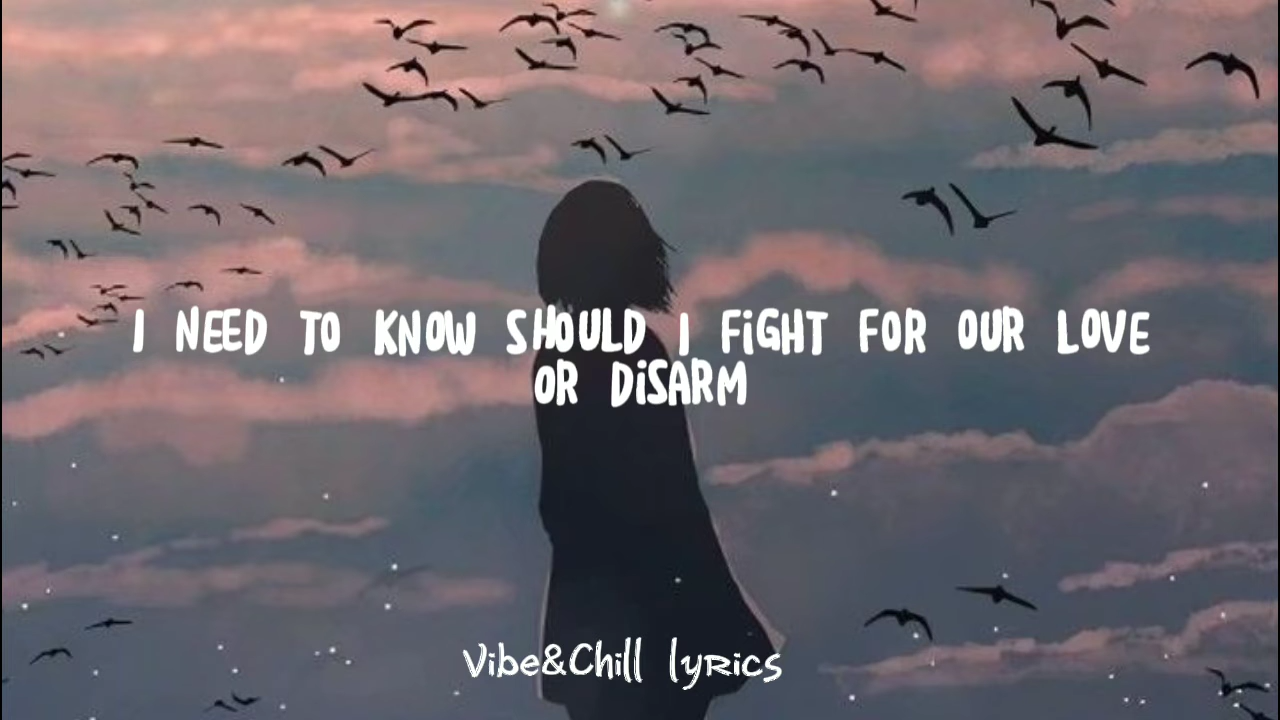 I NEED TO KNOW SHOULD I FiGHT FOR OUR LOVE
OR DiSARM
Vibe&Chill lyrics